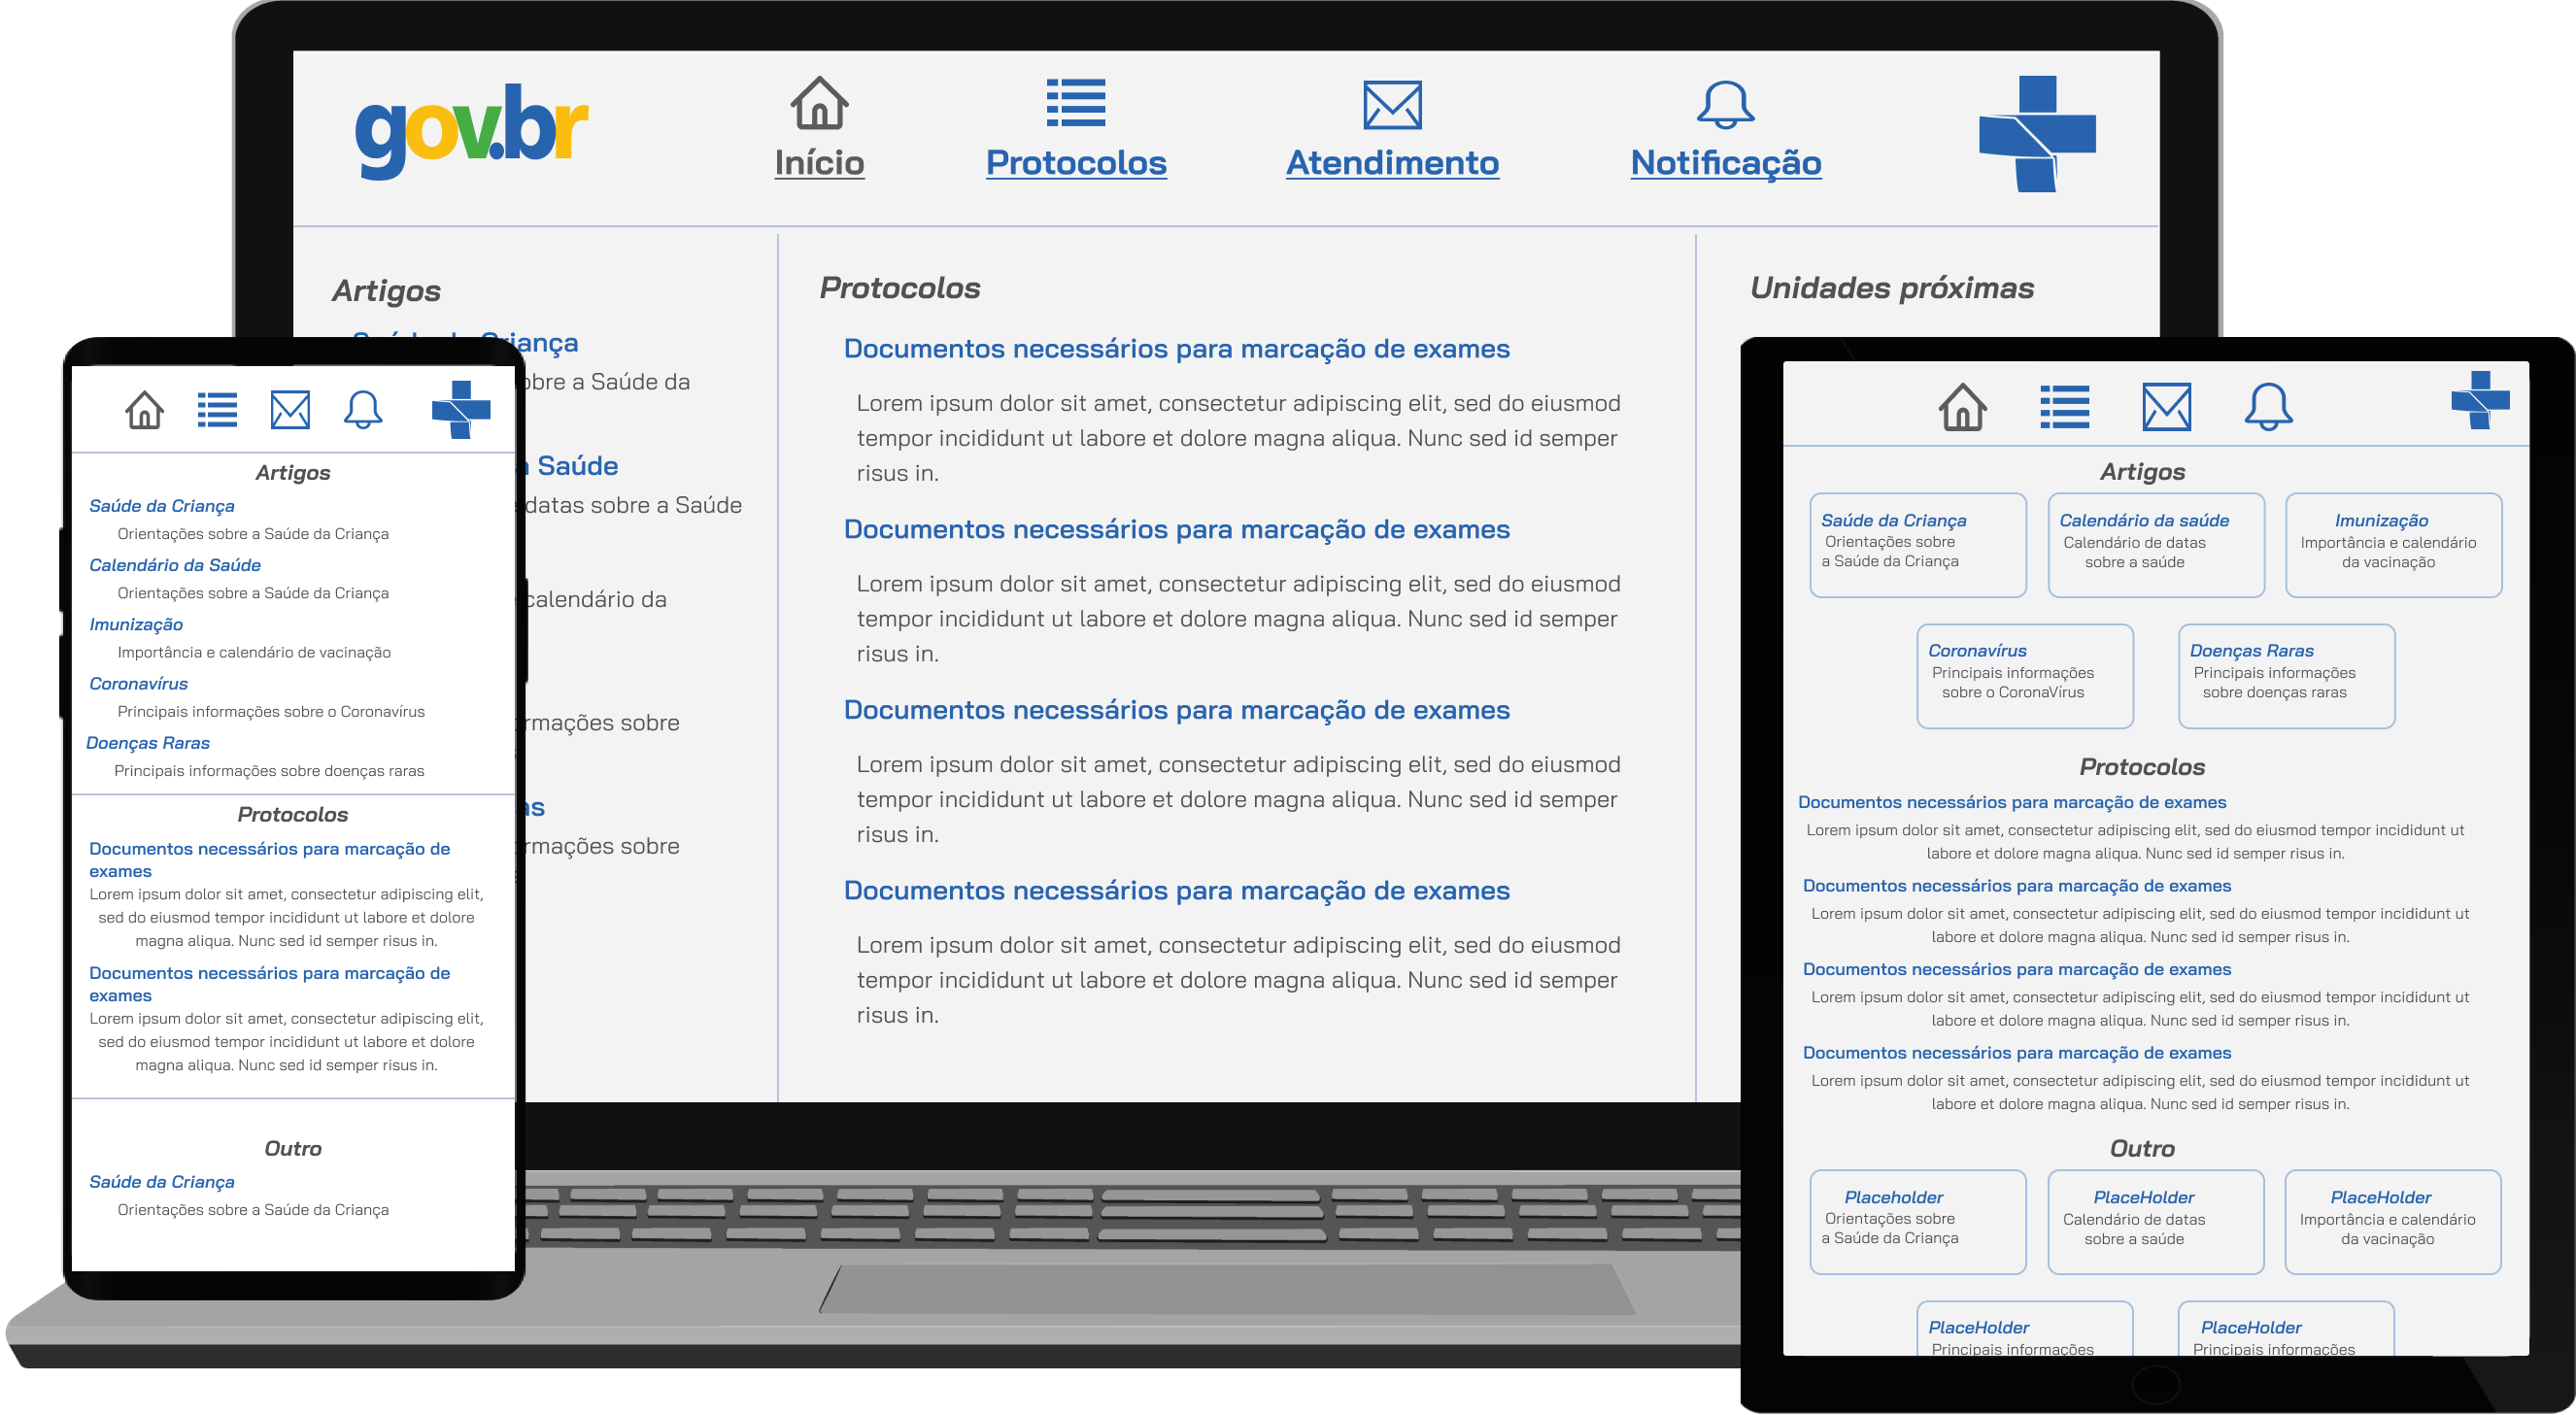 gov.br
Início
Protocolos
Atendimento
Notificação
Artigos
Criança
obre a Saúde da
Saúde
datas sobre a Saúde
calendário da
rmações sobre
as
rmações sobre
Protocolos
Documentos necessários para marcação de exames
Lorem ipsum dolor sit amet, consectetur adipiscing elit, sed do eiusmod
tempor incididunt ut labore et dolore magna aliqua. Nunc sed id semper
risus in.
Documentos necessários para marcação de exames
Lorem ipsum dolor sit amet, consectetur adipiscing elit, sed do eiusmod
tempor incididunt ut labore et dolore magna aliqua. Nunc sed id semper
risus in.
Documentos necessários para marcação de exames
Lorem ipsum dolor sit amet, consectetur adipiscing elit, sed do eiusmod
tempor incididunt ut labore et dolore magna aliqua. Nunc sed id semper
risus in.
Documentos necessários para marcação de exames
Lorem ipsum dolor sit amet, consectetur adipiscing elit, sed do eiusmod
tempor incididunt ut labore et dolore magna aliqua. Nunc sed id semper
risus in.
Unidades próximas
Artigos
Saúde da Criança
Orientações sobre a Saúde da Criança
Calendário da Saúde
Orientações sobre a Saúde da Criança
Imunização
Importância e calendário de vacinação
Coronavírus
Principais informações sobre o Coronavírus
Doenças Raras
Principais informações sobre doenças raras
Protocolos
Documentos necessários para marcação de
exames
Lorem ipsum dolor sit amet, consectetur adipiscing elit,
sed do eiusmod tempor incididunt ut labore et dolore
magna aliqua. Nunc sed id semper risus in.
Documentos necessários para marcação de
exames
Lorem ipsum dolor sit amet, consectetur adipiscing elit,
sed do eiusmod tempor incididunt ut labore et dolore
magna aliqua. Nunc sed id semper risus in.
Outro
Saúde da Criança
Orientações sobre a Saúde da Criança
Artigos
Saúde da Criança
Orientações sobre
a Saúde da Criança
Calendário da saúde
Calendário de datas
sobre a saúde
Imunização
Importância e calendário
da vacinação
Coronavírus
Principais informações
sobre o CoronaVírus
Doenças Raras
Principais informações
sobre doenças raras
Protocolos
Documentos necessários para marcação de exames
Lorem ipsum dolor sit amet, consectetur adipiscing elit, sed do eiusmod tempor incididunt ut
labore et dolore magna aliqua. Nunc sed id semper risus in.
Documentos necessários para marcação de exames
Lorem ipsum dolor sit amet, consectetur adipiscing elit, sed do eiusmod tempor incididunt ut
labore et dolore magna aliqua. Nunc sed id semper risus in.
Documentos necessários para marcação de exames
Lorem ipsum dolor sit amet, consectetur adipiscing elit, sed do eiusmod tempor incididunt ut
labore et dolore magna aliqua. Nunc sed id semper risus in.
Documentos necessários para marcação de exames
Lorem ipsum dolor sit amet, consectetur adipiscing elit, sed do eiusmod tempor incididunt ut
labore et dolore magna aliqua. Nunc sed id semper risus in.
Outro
Placeholder
Orientações sobre
a Saúde da Criança
PlaceHolder
Calendário de datas
sobre a saúde
PlaceHolder
Importância e calendário
da vacinação
PlaceHolder
Principais informações
PlaceHolder
Principais informações